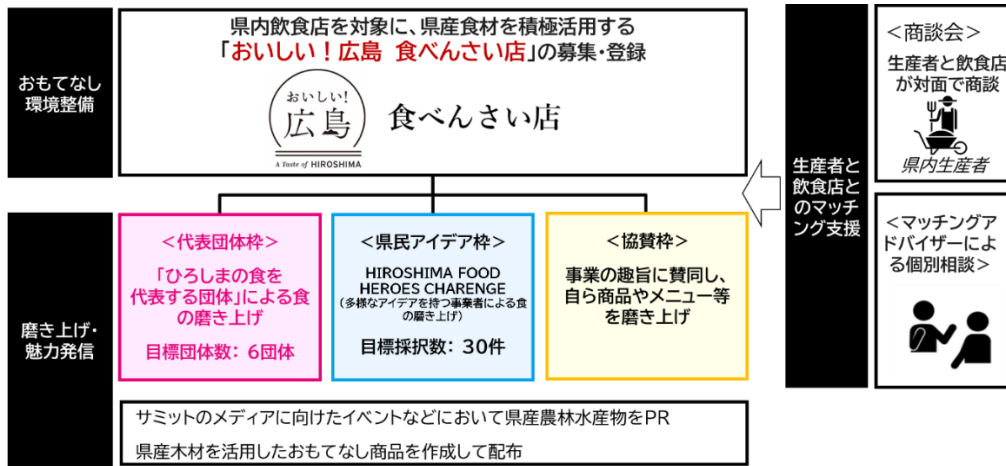 おもてなし
環境整備
県内飲食店を対象に、県産食材を積極活用する
「おいしい！広島 食べんさい店」の募集・登録
おいしい!
広島
A Taste of HIROSHIMA
食べんさい店
磨き上げ・
魅力発信
＜代表団体枠＞
「ひろしまの食を
代表する団体」による食
の磨き上げ
目標団体数： 6団体
＜県民アイデア枠＞
HIROSHIMA FOOD
HEROES CHARENGE
（多様なアイデアを持つ事業者による食
の磨き上げ）
目標採択数： 30件
＜協賛枠＞
事業の趣旨に賛同し、
自ら商品やメニュー等
を磨き上げ
サミットのメディアに向けたイベントなどにおいて県産農林水産物をPR
県産木材を活用したおもてなし商品を作成して配布
生産者と
飲食店と
のマッチ
ング支援
＜商談会＞
生産者と飲食店
が対面で商談
県内生産者
＜マッチングア
ドバイザーによ
る個別相談＞